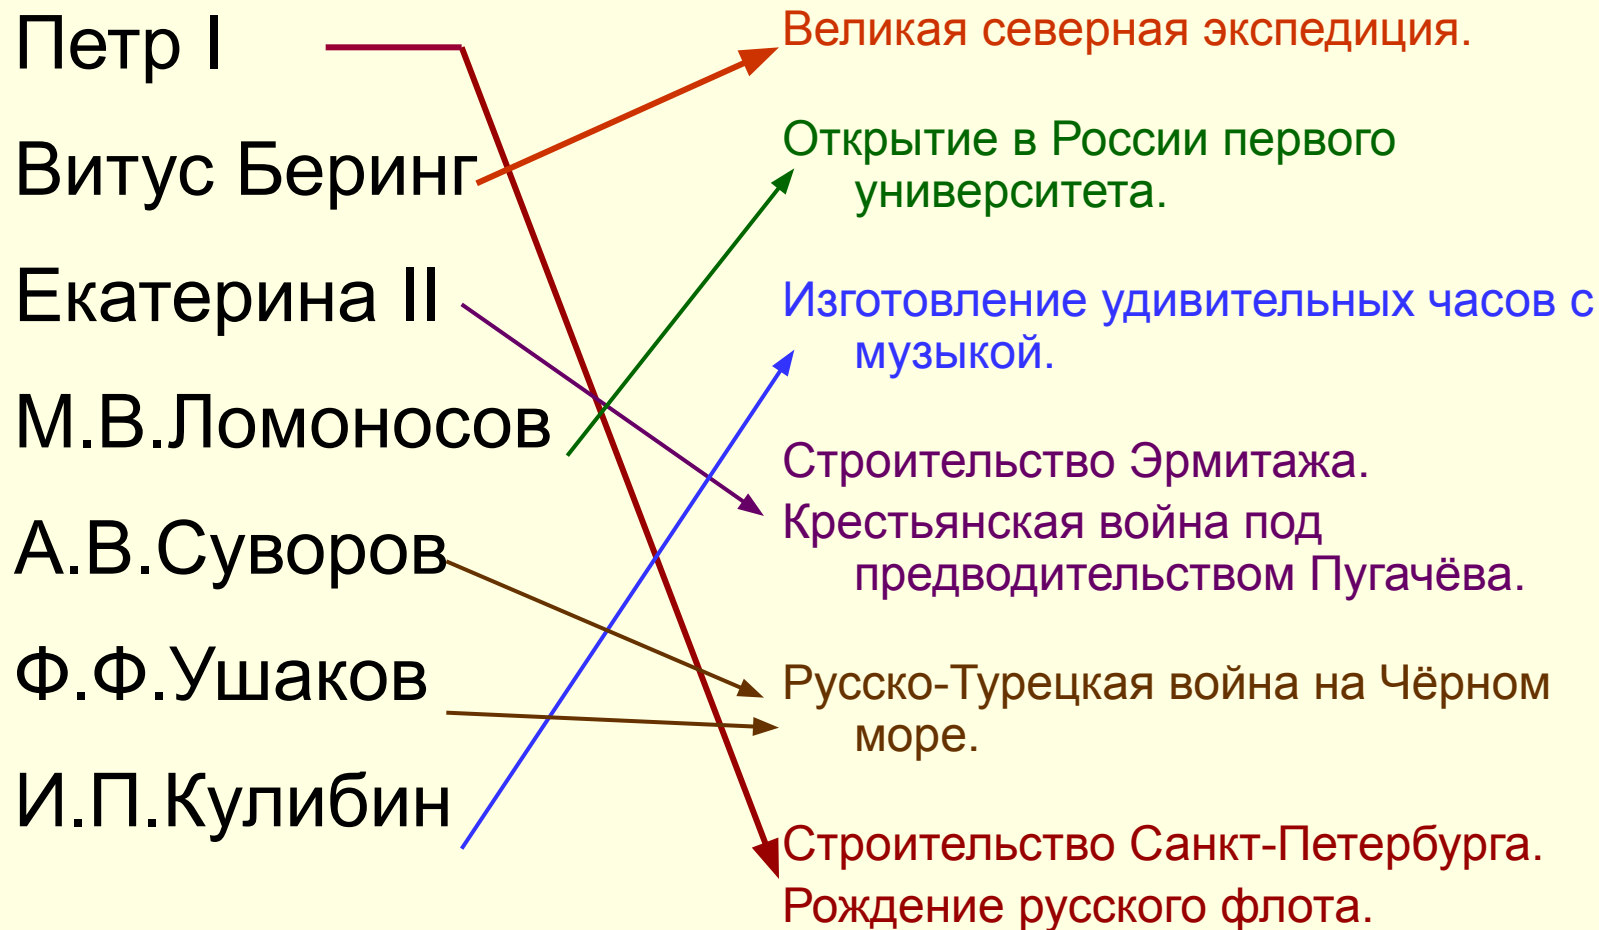 Петр I
Витус Беринг
Екатерина II
М.В.Ломоносов
А.В.Суворов
Ф.Ф.Ушаков
И.П.Кулибин
Великая северная экспедиция.
Открытие в России первого
университета.
Изготовление удивительных часов с
музыкой.
Строительство Эрмитажа.
Крестьянская война под
предводительством Пугачёва.
Русско-Турецкая война на Чёрном
море.
Строительство Санкт-Петербурга.
Рождение русского флота.